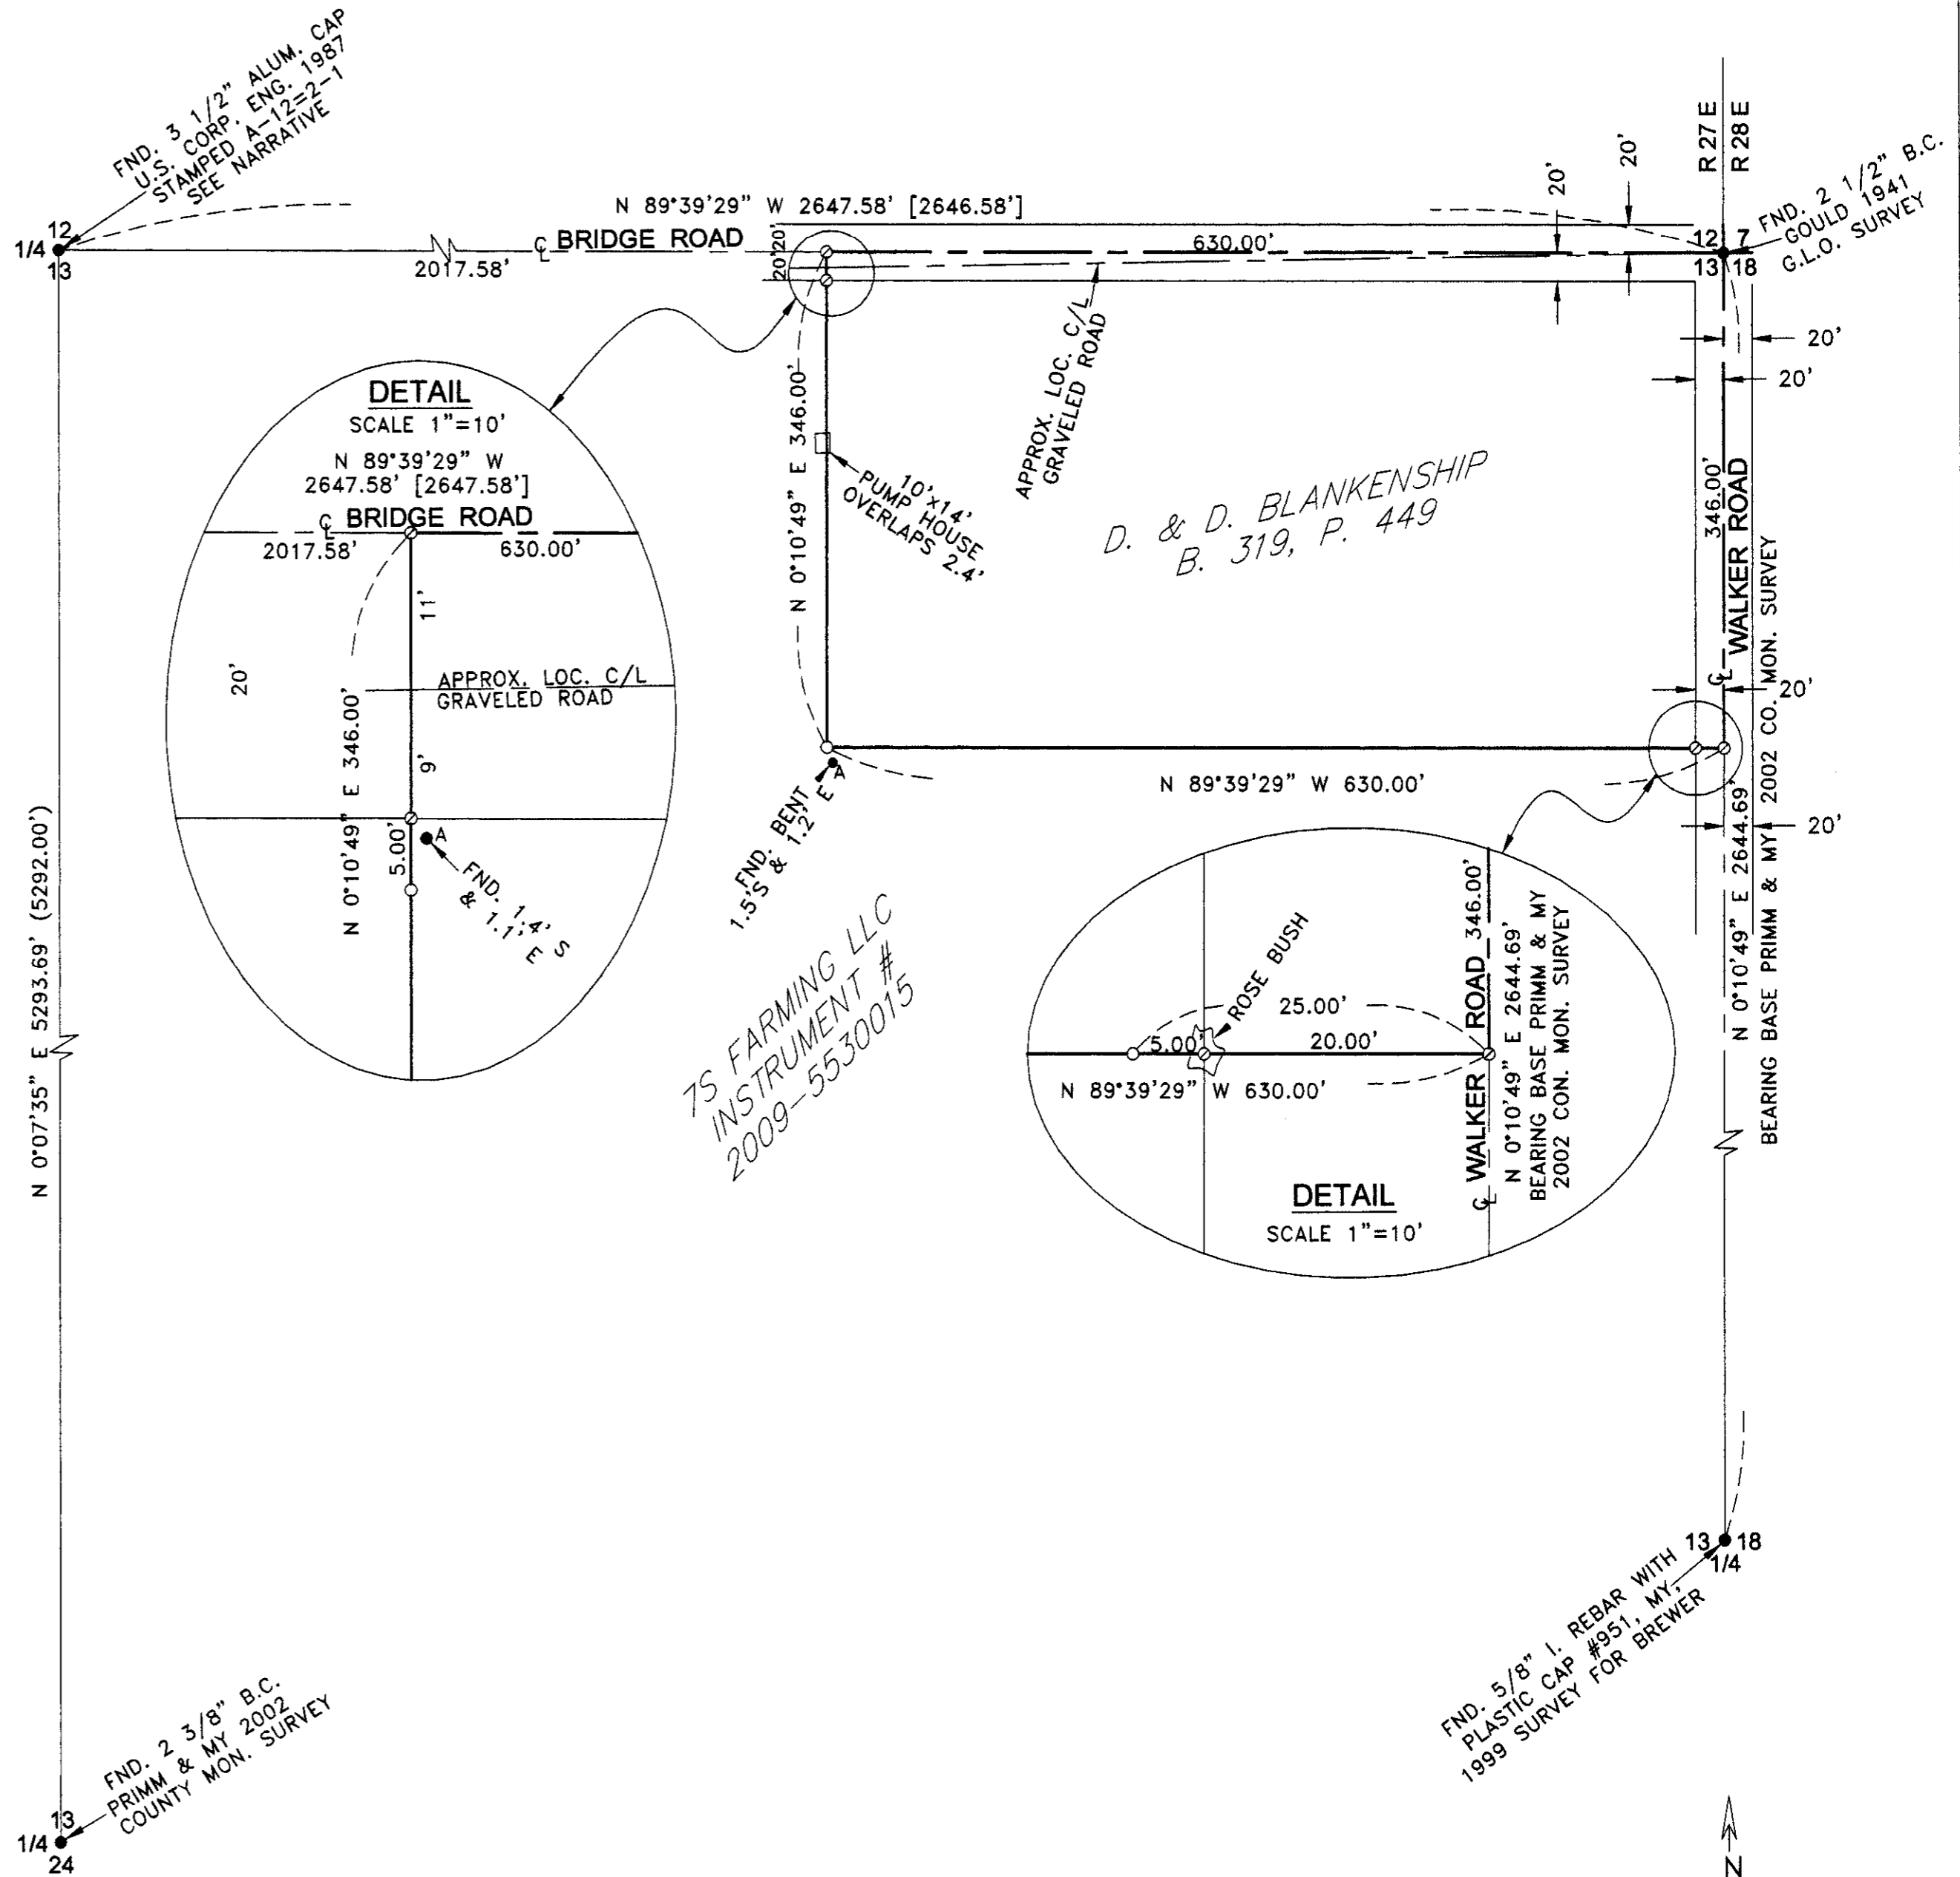 FND. 3 1/2" ALUM. CAP
U.S. CORP. ENG. 1987
STAMPED A-12=2-1
SEE NARRATIVE
12
1/4
13
N 89°39'29" W 2647.58' [2646.58']
℄ BRIDGE ROAD
2017.58'
20'
20'
630.00'
20'
20'
R 27 E
R 28 E
12
7
13
18
FND. 2 1/2" B.C.
GOULD 1941
G.L.O. SURVEY
20'
20'
APPROX. LOC. C/L
GRAVELED ROAD
N 0°10'49" E 346.00'
10'x14'
PUMP HOUSE
OVERLAPS 2.4'
D. & D. BLANKENSHIP
B. 319, P. 449
346.00'
℄ WALKER ROAD
20'
20'
N 0°10'49" E 2644.69'
BEARING BASE PRIMM & MY 2002 CO. MON. SURVEY
N 89°39'29" W 630.00'
A
FND. BENT
1.5'S & 1.2' E
DETAIL
SCALE 1"=10'
N 89°39'29" W
2647.58' [2647.58']
℄ BRIDGE ROAD
2017.58'
630.00'
11'
20'
APPROX. LOC. C/L
GRAVELED ROAD
N 0°10'49" E 346.00'
9'
5.00'
A
FND. 1.4' S
& 1.1' E
N 0°07'35" E 5293.69' (5292.00')
7S FARMING LLC
INSTRUMENT #
2009-5530015
ROSE BUSH
25.00'
5.00'
20.00'
N 89°39'29" W 630.00'
℄ WALKER ROAD 346.00'
N 0°10'49" E 2644.69'
BEARING BASE PRIMM & MY
2002 CON. MON. SURVEY
DETAIL
SCALE 1"=10'
13
18
1/4
FND. 5/8" I. REBAR WITH
PLASTIC CAP #951, MY,
1999 SURVEY FOR BREWER
FND. 2 3/8" B.C.
PRIMM & MY 2002
COUNTY MON. SURVEY
13
1/4
24
N